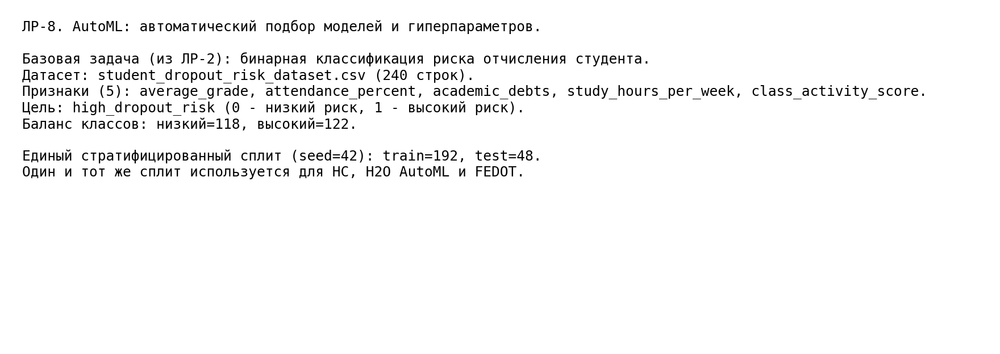 ЛР-8. AutoML: автоматический подбор моделей и гиперпараметров.
Базовая задача (из ЛР-2): бинарная классификация риска отчисления студента.
Датасет: student_dropout_risk_dataset.csv (240 строк).
Признаки (5): average_grade, attendance_percent, academic_debts, study_hours_per_week, class_activity_score.
Цель: high_dropout_risk (0 - низкий риск, 1 - высокий риск).
Баланс классов: низкий=118, высокий=122.
Единый стратифицированный сплит (seed=42): train=192, test=48.
Один и тот же сплит используется для НС, H2O AutoML и FEDOT.